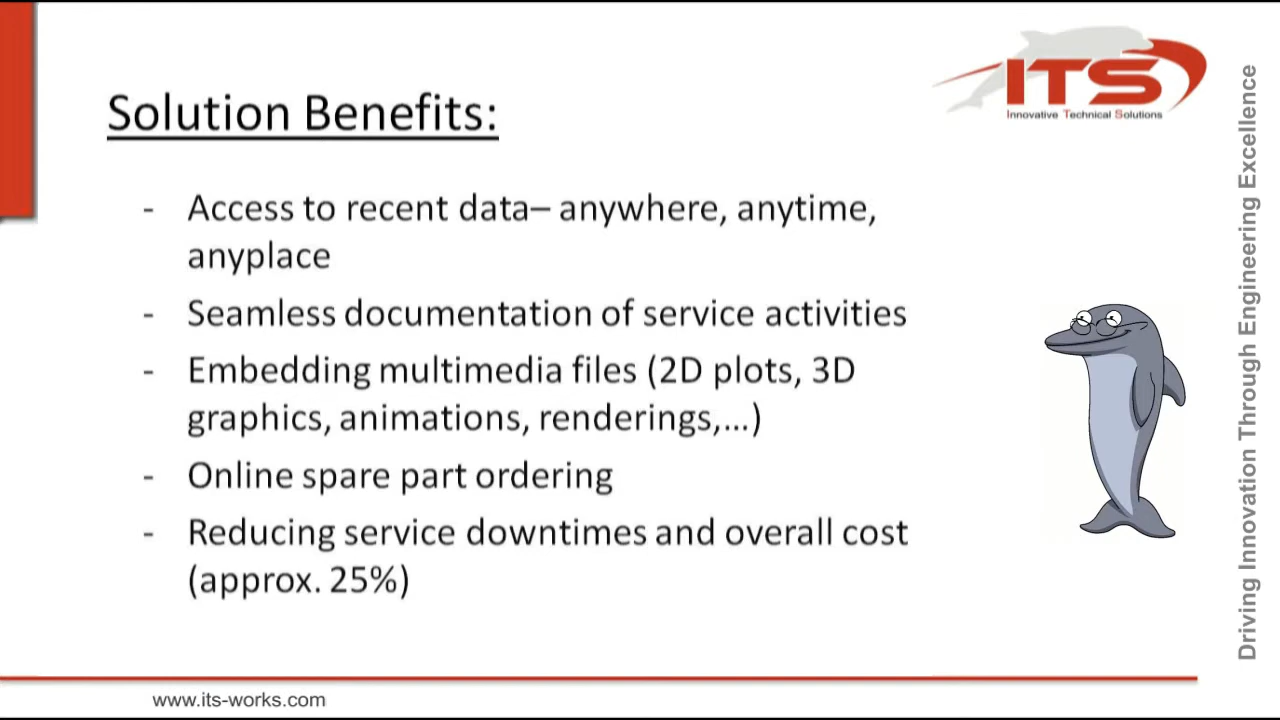 ITS
Innovative Technical Solutions
Solution Benefits:
- Access to recent data– anywhere, anytime,
anyplace
- Seamless documentation of service activities
- Embedding multimedia files (2D plots, 3D
graphics, animations, renderings,...)
- Online spare part ordering
- Reducing service downtimes and overall cost
(approx. 25%)
Driving Innovation Through Engineering Excellence
www.its-works.com